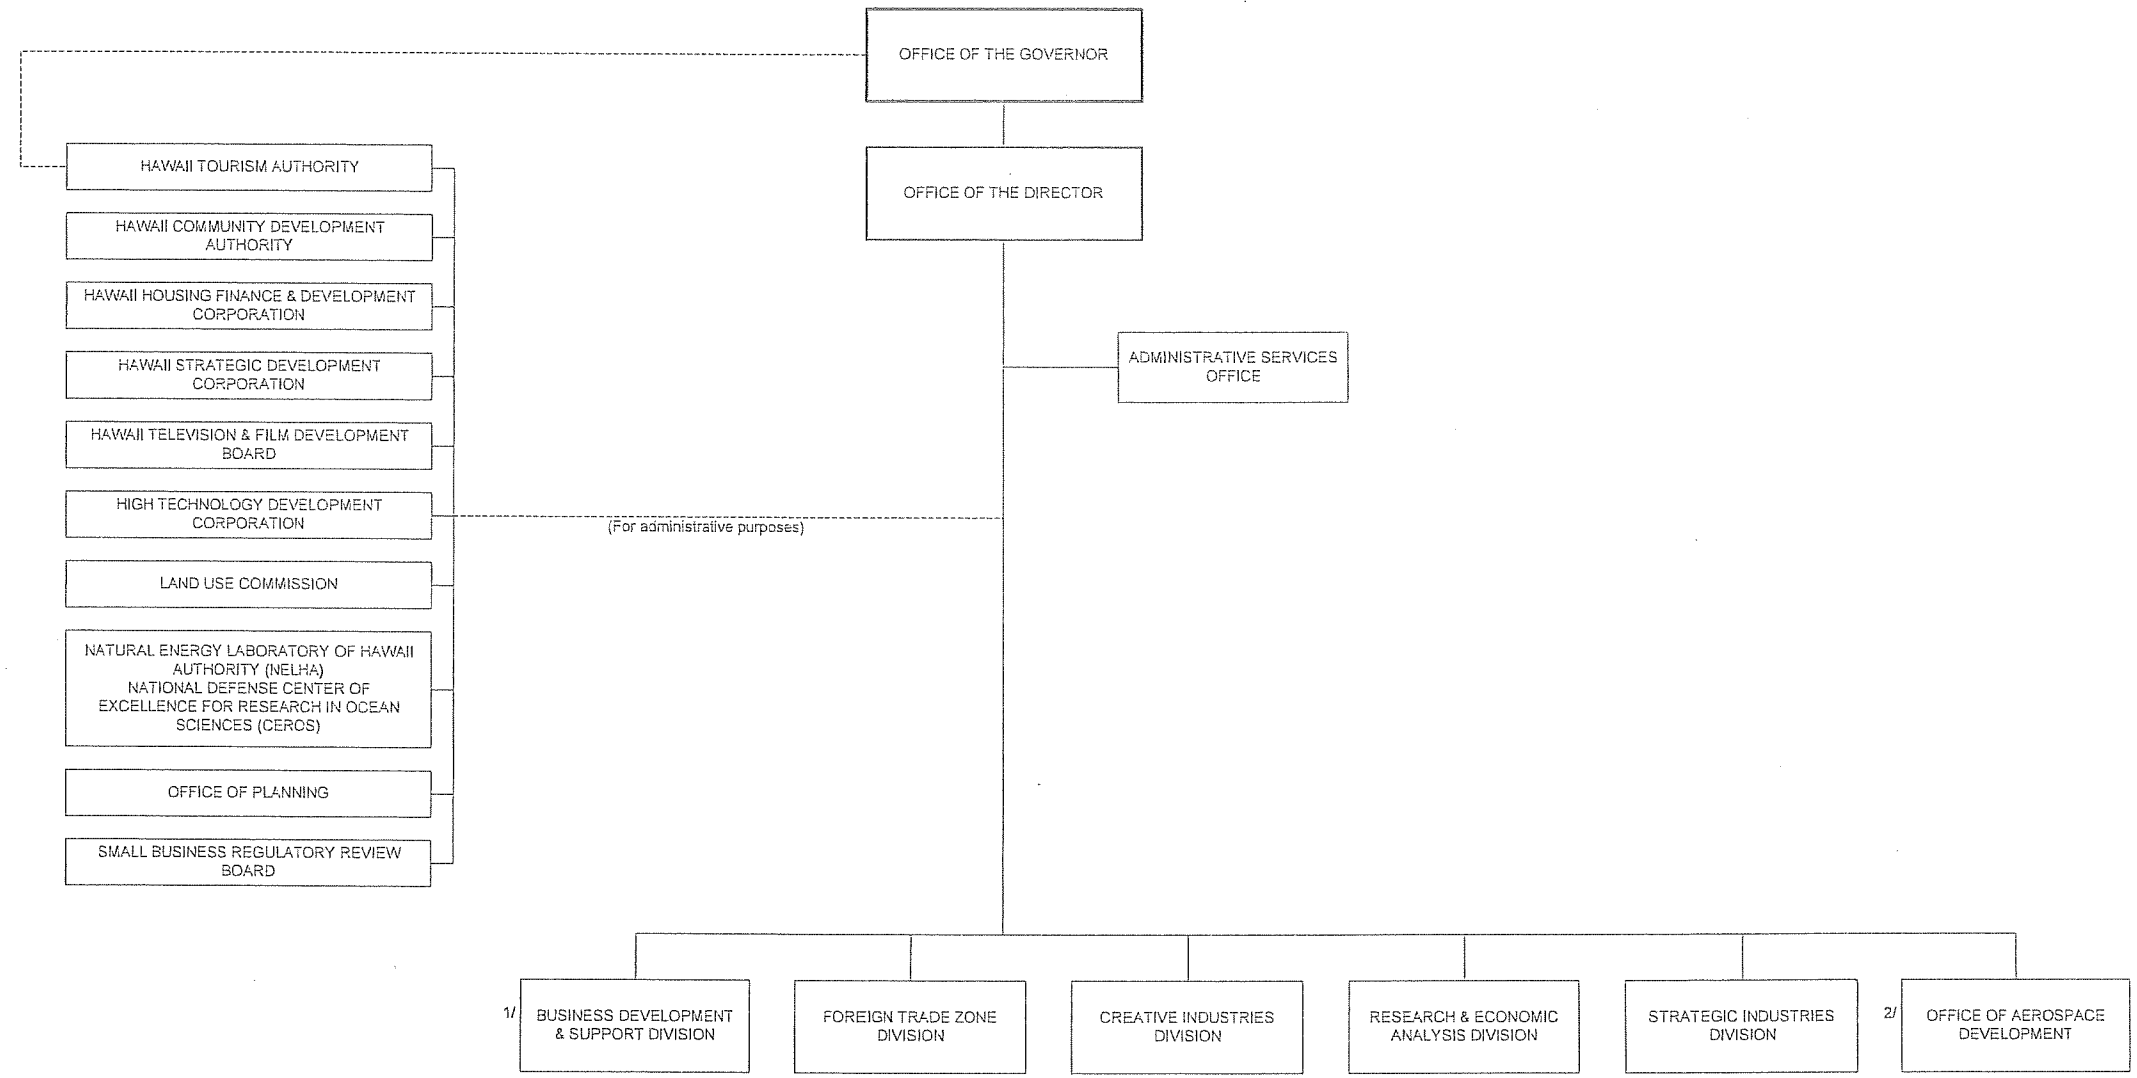 OFFICE OF THE GOVERNOR
OFFICE OF THE DIRECTOR
HAWAII TOURISM AUTHORITY
HAWAII COMMUNITY DEVELOPMENT
AUTHORITY
HAWAII HOUSING FINANCE & DEVELOPMENT
CORPORATION
HAWAII STRATEGIC DEVELOPMENT
CORPORATION
HAWAII TELEVISION & FILM DEVELOPMENT
BOARD
HIGH TECHNOLOGY DEVELOPMENT
CORPORATION
LAND USE COMMISSION
NATURAL ENERGY LABORATORY OF HAWAII
AUTHORITY (NELHA)
NATIONAL DEFENSE CENTER OF
EXCELLENCE FOR RESEARCH IN OCEAN
SCIENCES (CEROS)
OFFICE OF PLANNING
SMALL BUSINESS REGULATORY REVIEW
BOARD
(For administrative purposes)
ADMINISTRATIVE SERVICES
OFFICE
1/
BUSINESS DEVELOPMENT
& SUPPORT DIVISION
FOREIGN TRADE ZONE
DIVISION
CREATIVE INDUSTRIES
DIVISION
RESEARCH & ECONOMIC
ANALYSIS DIVISION
STRATEGIC INDUSTRIES
DIVISION
2/
OFFICE OF AEROSPACE
DEVELOPMENT